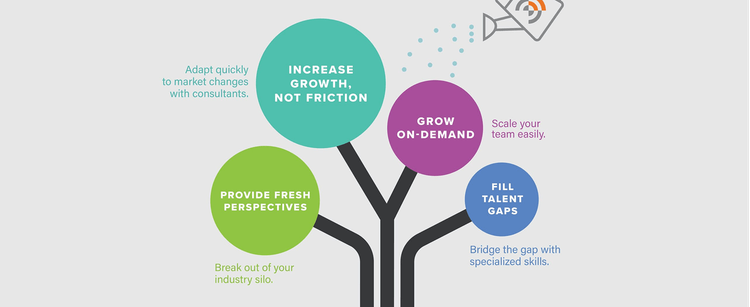 Adapt quickly
to market changes
with consultants.
INCREASE
GROWTH,
NOT FRICTION
GROW
ON-DEMAND
Scale your
team easily.
PROVIDE FRESH
PERSPECTIVES
Break out of your
industry silo.
FILL
TALENT
GAPS
Bridge the gap with
specialized skills.